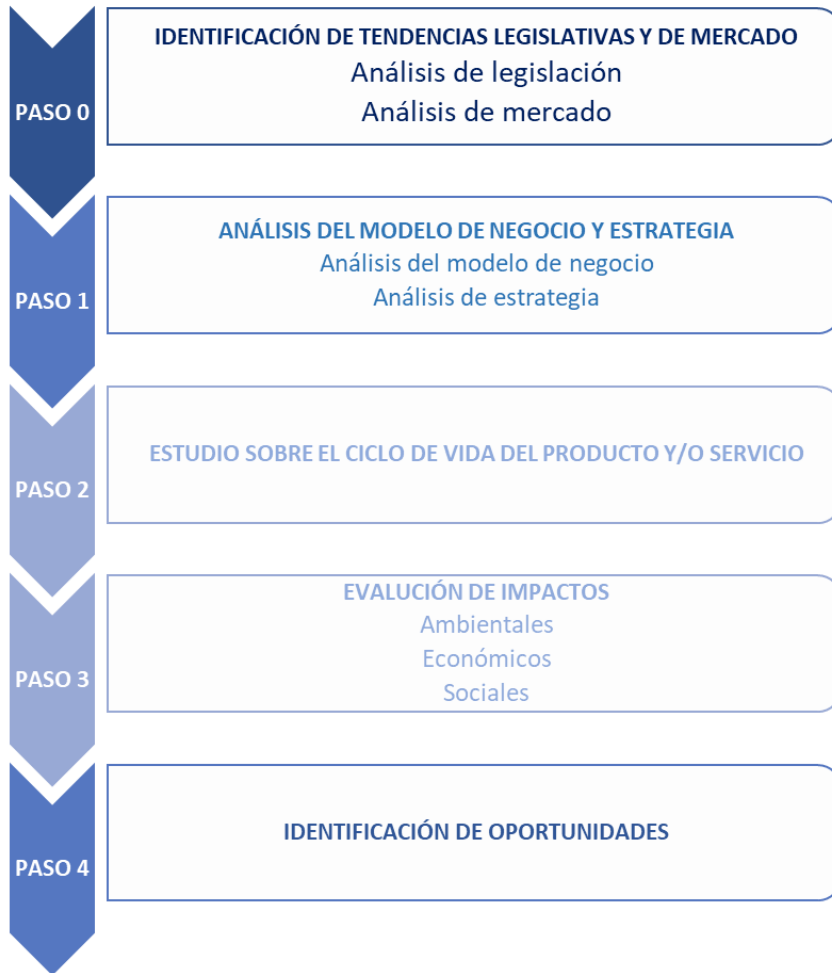 PASO 0
IDENTIFICACIÓN DE TENDENCIAS LEGISLATIVAS Y DE MERCADO
Análisis de legislación
Análisis de mercado
PASO 1
ANÁLISIS DEL MODELO DE NEGOCIO Y ESTRATEGIA
Análisis del modelo de negocio
Análisis de estrategia
PASO 2
ESTUDIO SOBRE EL CICLO DE VIDA DEL PRODUCTO Y/O SERVICIO
PASO 3
EVALUCIÓN DE IMPACTOS
Ambientales
Económicos
Sociales
PASO 4
IDENTIFICACIÓN DE OPORTUNIDADES